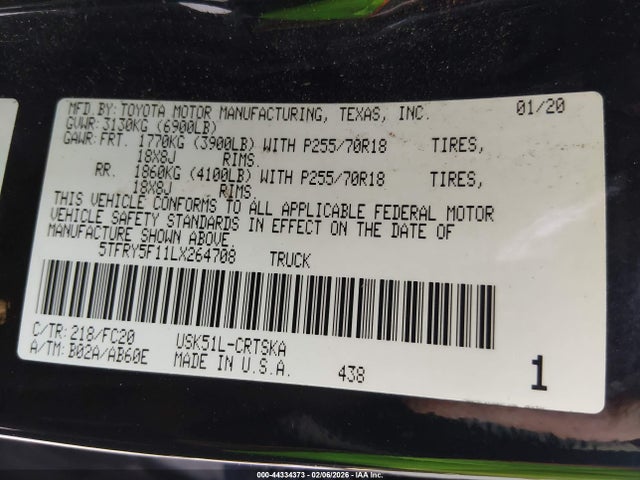 MFD.BY:TOYOTA MOTOR MANUFACTURING, TEXAS, INC. 01/20
GVWR:3130KG (6900LB)
GAWR:FRT. 1770KG (3900LB) WITH P255/70R18 TIRES,
18X8J RIMS.
RR. 1860KG (4100LB) WITH P255/70R18 TIRES,
18X8J RIMS.
THIS VEHICLE CONFORMS TO ALL APPLICABLE FEDERAL MOTOR
VEHICLE SAFETY STANDARDS IN EFFECT ON THE DATE OF
MANUFACTURE SHOWN ABOVE.
5TFRY5F11LX264708 TRUCK
C/TR:218/FC20 USK51L-CRTSKA
A/TM:B02A/AB60E MADE IN U.S.A. 438 1
000-44334373 — 02/06/2026 — IAA Inc.